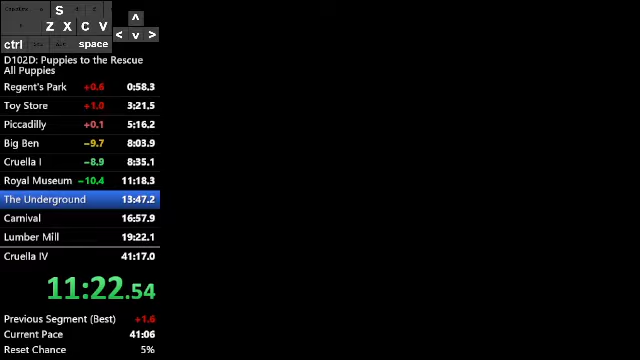 S
Z X C V
ctrl space
^
< v >
D102D: Puppies to the Rescue
All Puppies
Regent's Park +0.6 0:58.3
Toy Store +1.0 3:21.5
Piccadilly +0.1 5:16.2
Big Ben −9.7 8:03.9
Cruella I −8.9 8:35.1
Royal Museum −10.4 11:18.3
The Underground 13:47.2
Carnival 16:57.9
Lumber Mill 19:22.1
Cruella IV 41:17.0
11:22.54
Previous Segment (Best) +1.6
Current Pace 41:06
Reset Chance 5%